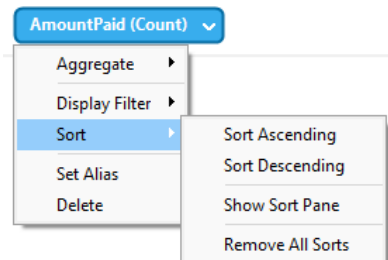 AmountPaid (Count)
Aggregate
Display Filter
Sort
Set Alias
Delete
Sort Ascending
Sort Descending
Show Sort Pane
Remove All Sorts